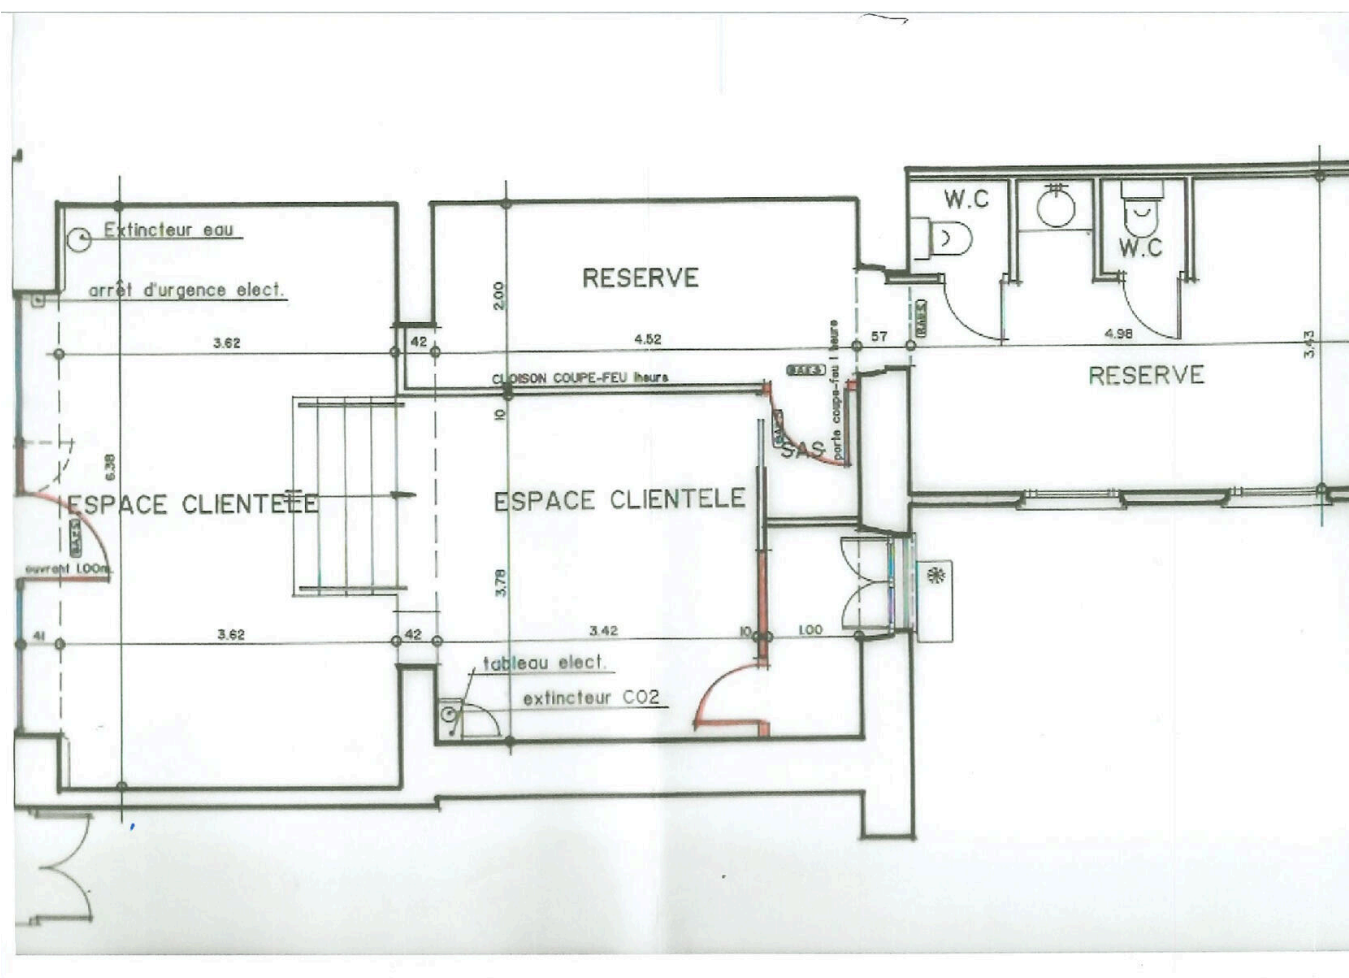 W.C
Extincteur eau
W.C
RESERVE
arrêt d'urgence elect.
2.00
B.A.E.S
3.62
42
4.52
57
4.98
3.43
porte coupe-feu 1 heure
B.A.E.S
CLOISON COUPE-FEU 1heure
RESERVE
10
B.A.E.S
SAS
6.38
ESPACE CLIENTELE
ESPACE CLIENTELE
B.A.E.S
ouvrant 1.00m.
3.78
41
3.62
42
3.42
10
1.00
tableau elect.
extincteur CO2